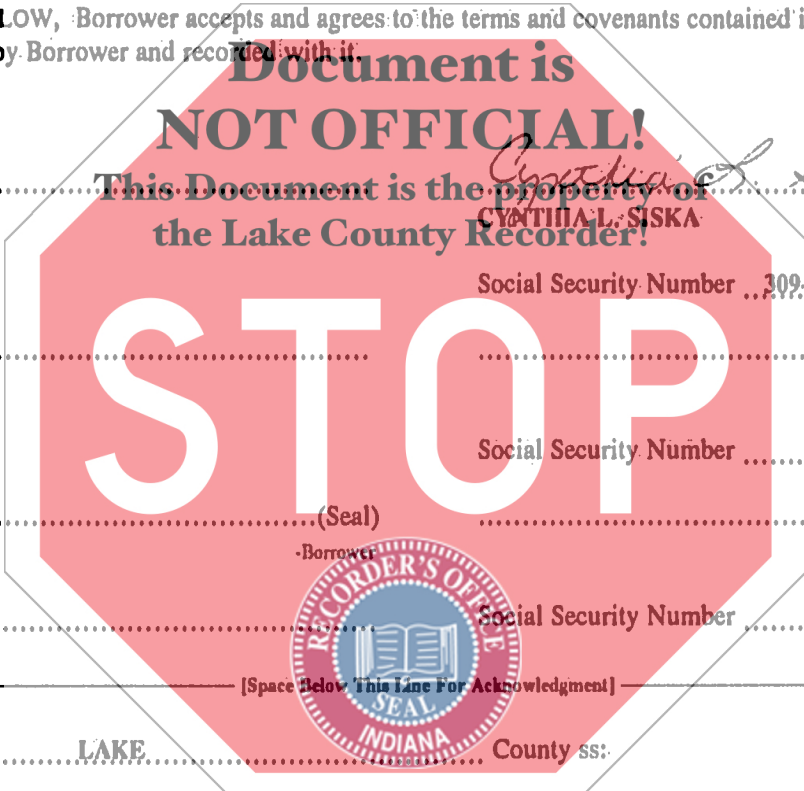 LOW, Borrower accepts and agrees to the terms and covenants contained i
by Borrower and recorded with it.
Document is
NOT OFFICIAL!
This Document is the property of
the Lake County Recorder!
Cynthia L.
CYNTHIA L. SISKA
Social Security Number 309-
STOP
Social Security Number
(Seal)
-Borrower
RECORDER'S OFFICE
Social Security Number
[Space Below This Line For Acknowledgment]
SEAL
INDIANA
LAKE County ss: